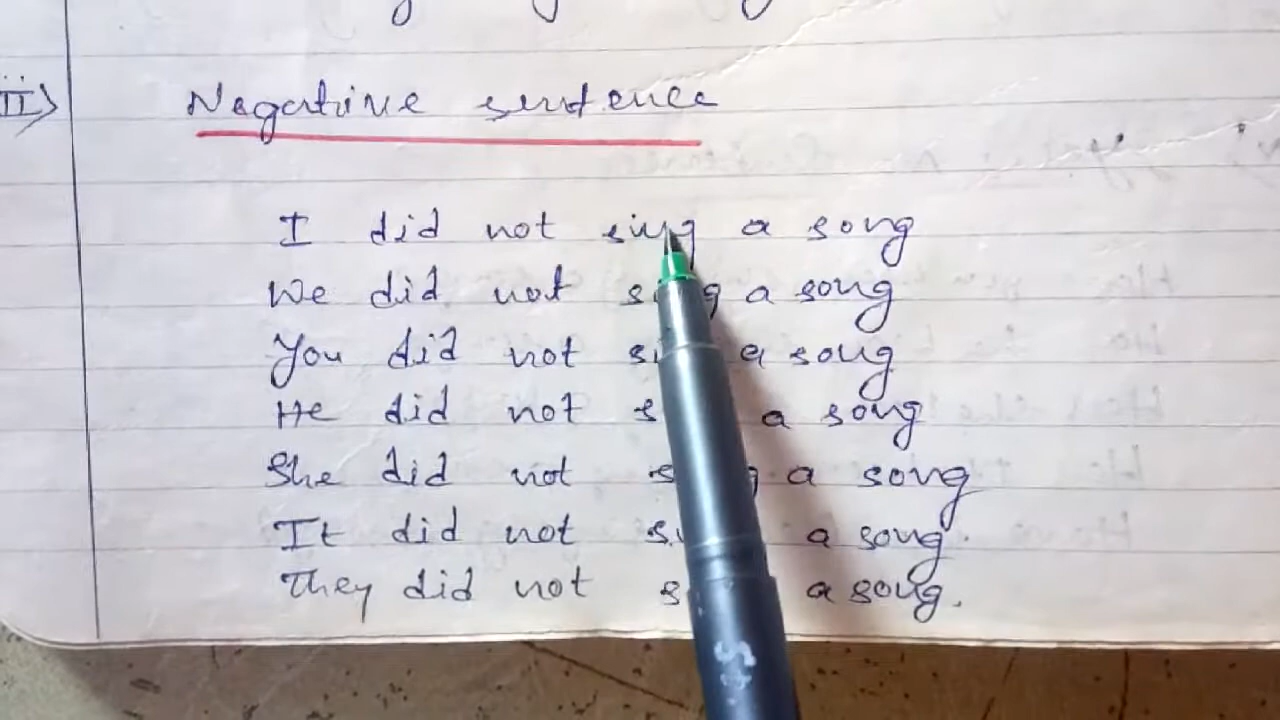 ii) Negative sentence
I did not sing a song
We did not sing a song
You did not a song
He did not a song
She did not a song
It did not a song.
They did not a song.